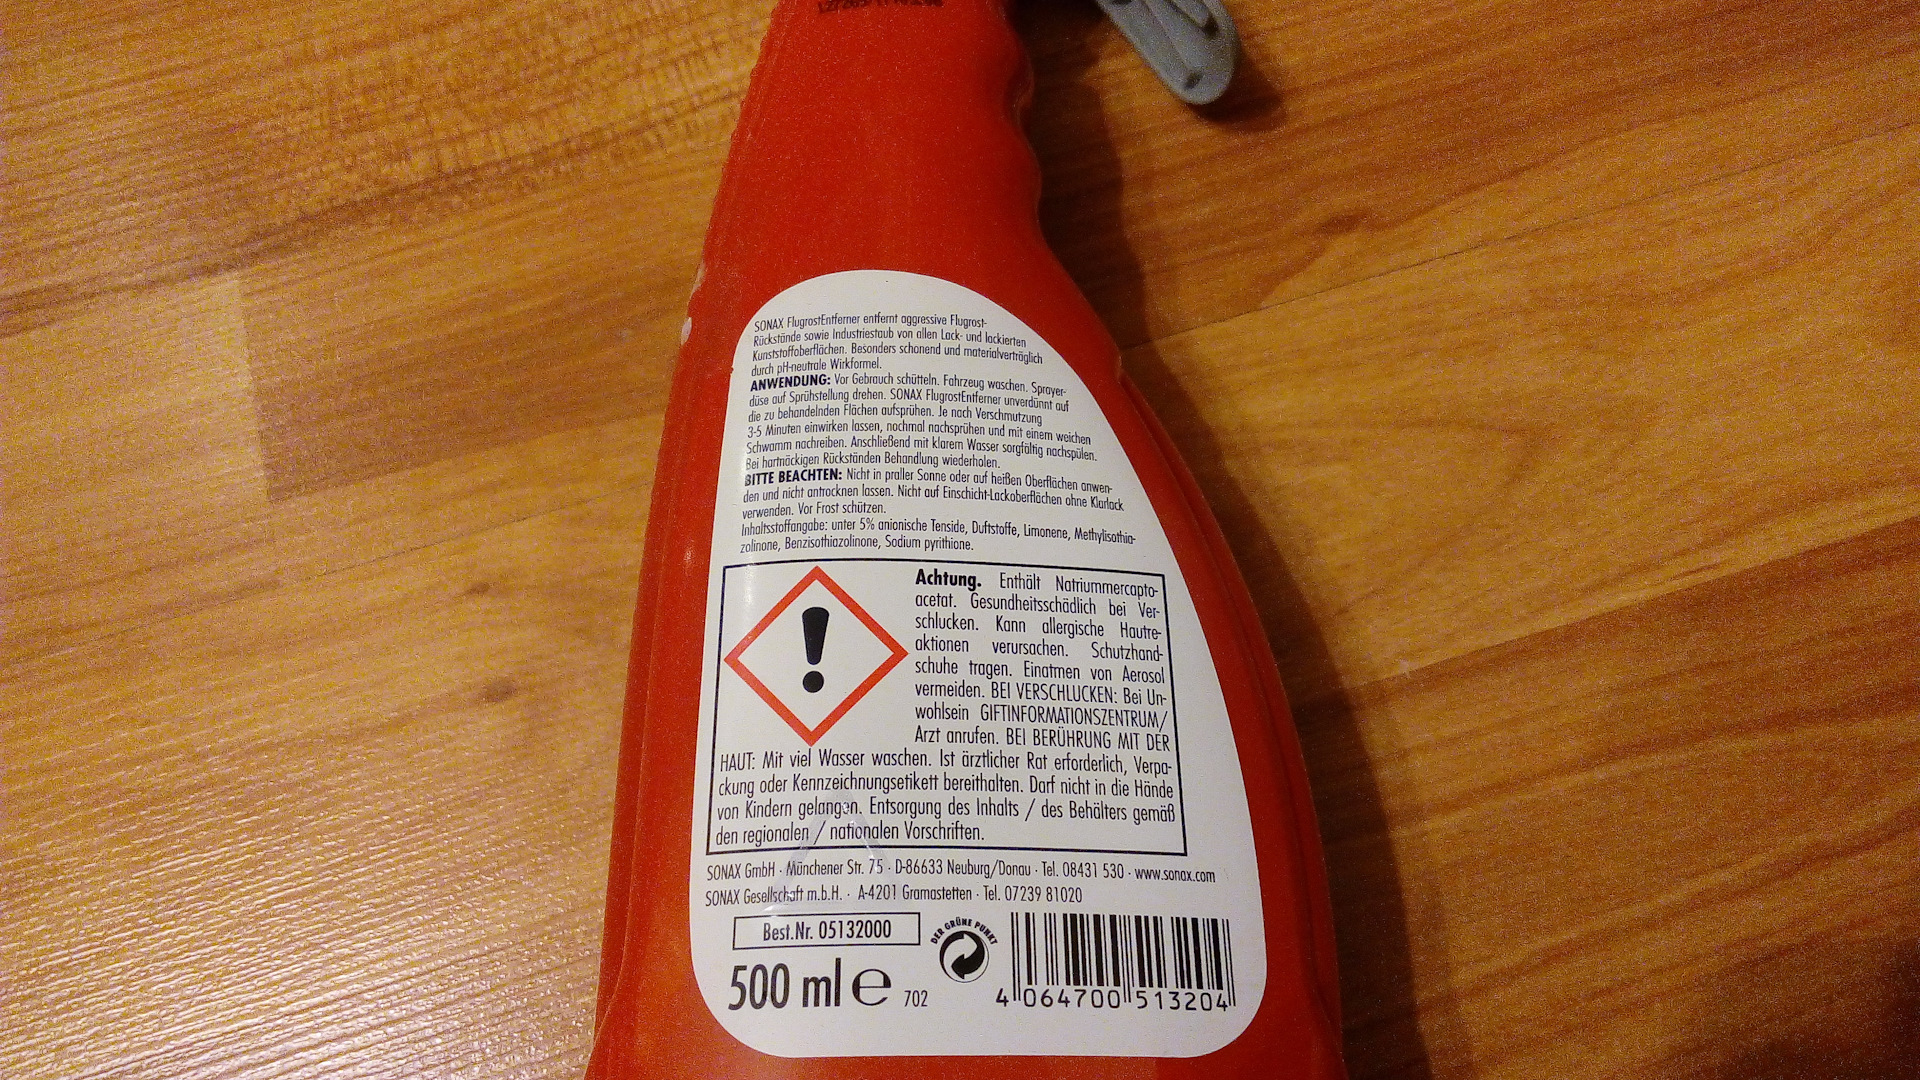 SONAX FlugrostEntferner entfernt aggressive Flugrost-
Rückstände sowie Industriestaub von allen Lack- und lackierten
Kunststoffoberflächen. Besonders schonend und materialverträglich
durch pH-neutrale Wirkformel.
ANWENDUNG: Vor Gebrauch schütteln. Fahrzeug waschen. Sprayer-
düse auf Sprühstellung drehen. SONAX FlugrostEntferner unverdünnt auf
die zu behandelnden Flächen aufsprühen. Je nach Verschmutzung
3-5 Minuten einwirken lassen, nochmal nachsprühen und mit einem weichen
Schwamm nachreiben. Anschließend mit klarem Wasser sorgfältig nachspülen.
Bei hartnäckigen Rückständen Behandlung wiederholen.
BITTE BEACHTEN: Nicht in praller Sonne oder auf heißen Oberflächen anwen-
den und nicht antrocknen lassen. Nicht auf Einschicht-Lackoberflächen ohne Klarlack
verwenden. Vor Frost schützen.
Inhaltsstoffangabe: unter 5% anionische Tenside, Duftstoffe, Limonene, Methylisothia-
zolinone, Benzisothiazolinone, Sodium pyrithione.
Achtung. Enthält Natriummercapto-
acetat. Gesundheitsschädlich bei Ver-
schlucken. Kann allergische Hautre-
aktionen verursachen. Schutzhand-
schuhe tragen. Einatmen von Aerosol
vermeiden. BEI VERSCHLUCKEN: Bei Un-
wohlsein GIFTINFORMATIONSZENTRUM/
Arzt anrufen. BEI BERÜHRUNG MIT DER
HAUT: Mit viel Wasser waschen. Ist ärztlicher Rat erforderlich, Verpa-
ckung oder Kennzeichnungsetikett bereithalten. Darf nicht in die Hände
von Kindern gelangen. Entsorgung des Inhalts / des Behälters gemäß
den regionalen / nationalen Vorschriften.
SONAX GmbH · Münchener Str. 75 · D-86633 Neuburg/Donau · Tel. 08431 530 · www.sonax.com
SONAX Gesellschaft m.b.H. · A-4201 Gramastetten · Tel. 07239 81020
Best.Nr. 05132000
DER GRÜNE PUNKT
500 ml e 702
4 064700 513204